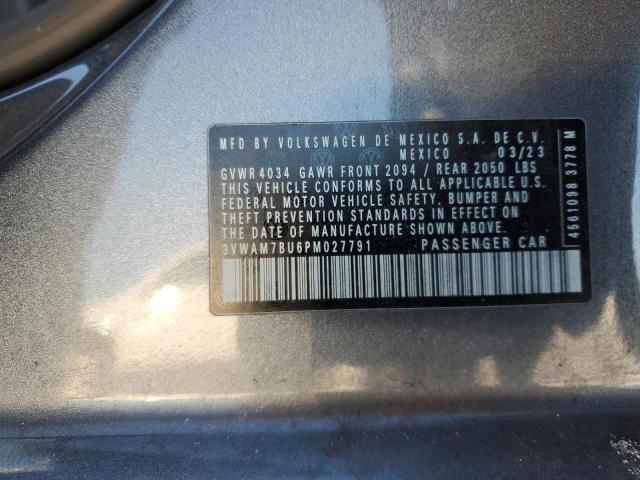 MFD BY VOLKSWAGEN DE MEXICO S.A. DE C.V.
MEXICO 03/23
GVWR 4034 GAWR FRONT 2094 / REAR 2050 LBS
THIS VEHICLE CONFORMS TO ALL APPLICABLE U.S.
FEDERAL MOTOR VEHICLE SAFETY, BUMPER AND
THEFT PREVENTION STANDARDS IN EFFECT ON
THE DATE OF MANUFACTURE SHOWN ABOVE.
3VWAM7BU6PM027791 PASSENGER CAR
4561098 3778 M